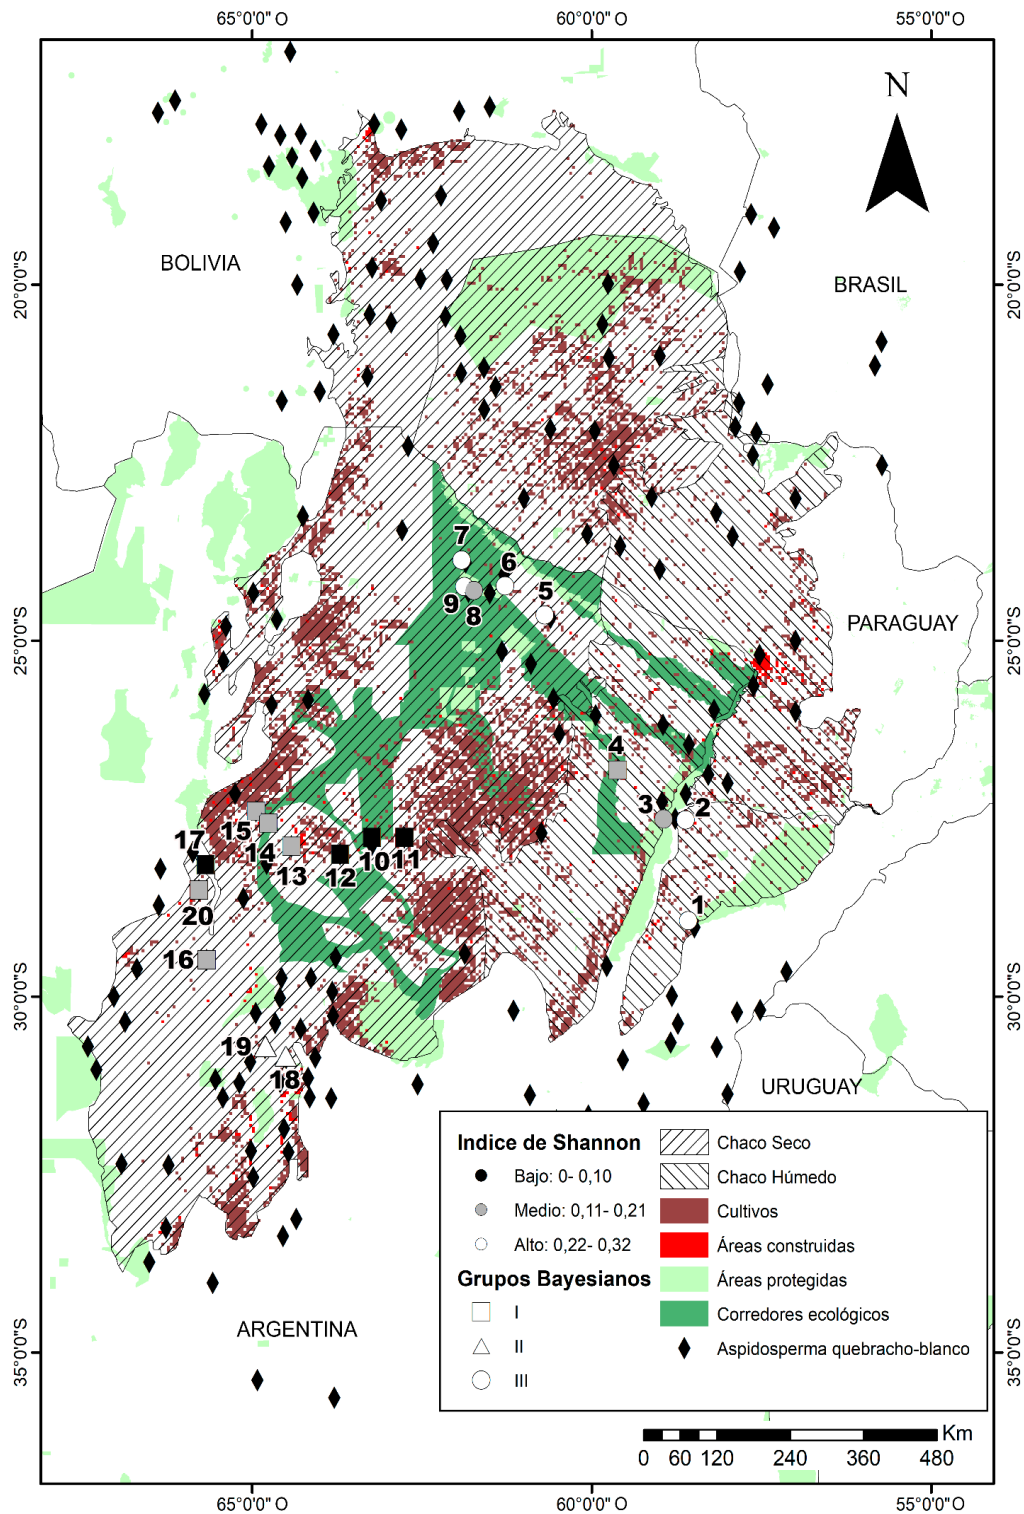 65°0'0" O 60°0'0" O 55°0'0" O
N
BOLIVIA
BRASIL
20°0'0"S 20°0'0"S
7
6
5
9
8
PARAGUAY
25°0'0"S 25°0'0"S
4
3
2
15
17
14
13
12
10
11
1
20
16
30°0'0"S 30°0'0"S
19
18
URUGUAY
Indice de Shannon
Bajo: 0- 0,10
Medio: 0,11- 0,21
Alto: 0,22- 0,32
Grupos Bayesianos
I
II
III
Chaco Seco
Chaco Húmedo
Cultivos
Áreas construidas
Áreas protegidas
Corredores ecológicos
Aspidosperma quebracho-blanco
ARGENTINA
35°0'0"S 35°0'0"S
Km
0 60 120 240 360 480
65°0'0" O 60°0'0" O 55°0'0" O